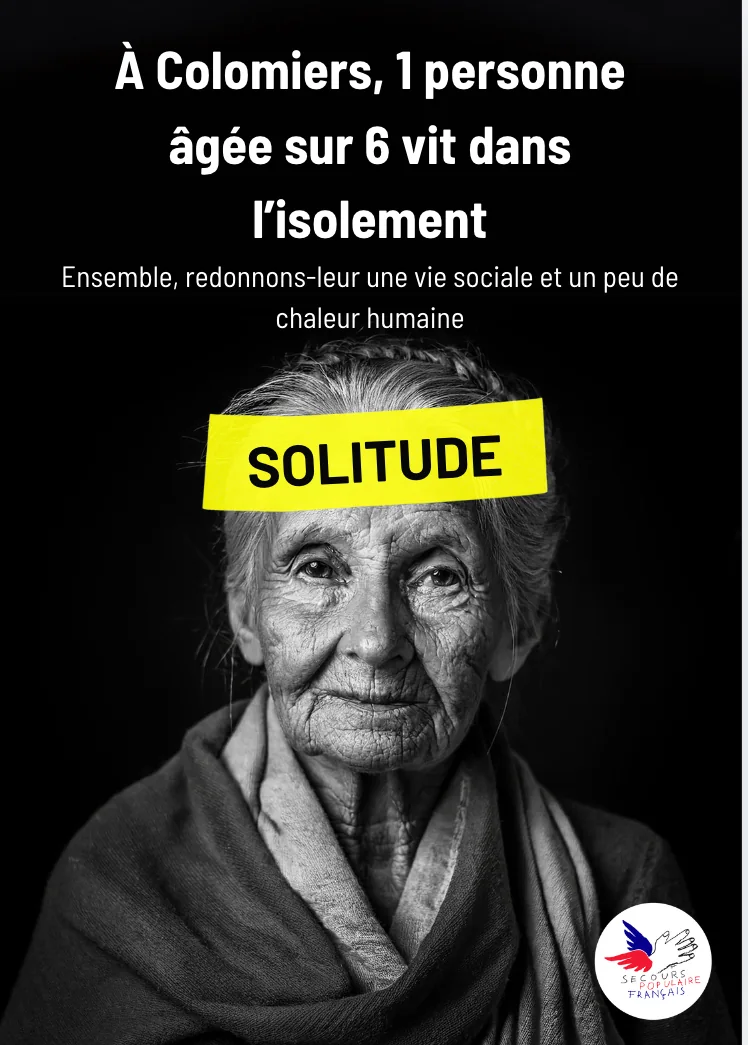 À Colomiers, 1 personne
âgée sur 6 vit dans
l’isolement
Ensemble, redonnons-leur une vie sociale et un peu de
chaleur humaine
SOLITUDE
SECOURS
POPULAIRE
FRANÇAIS